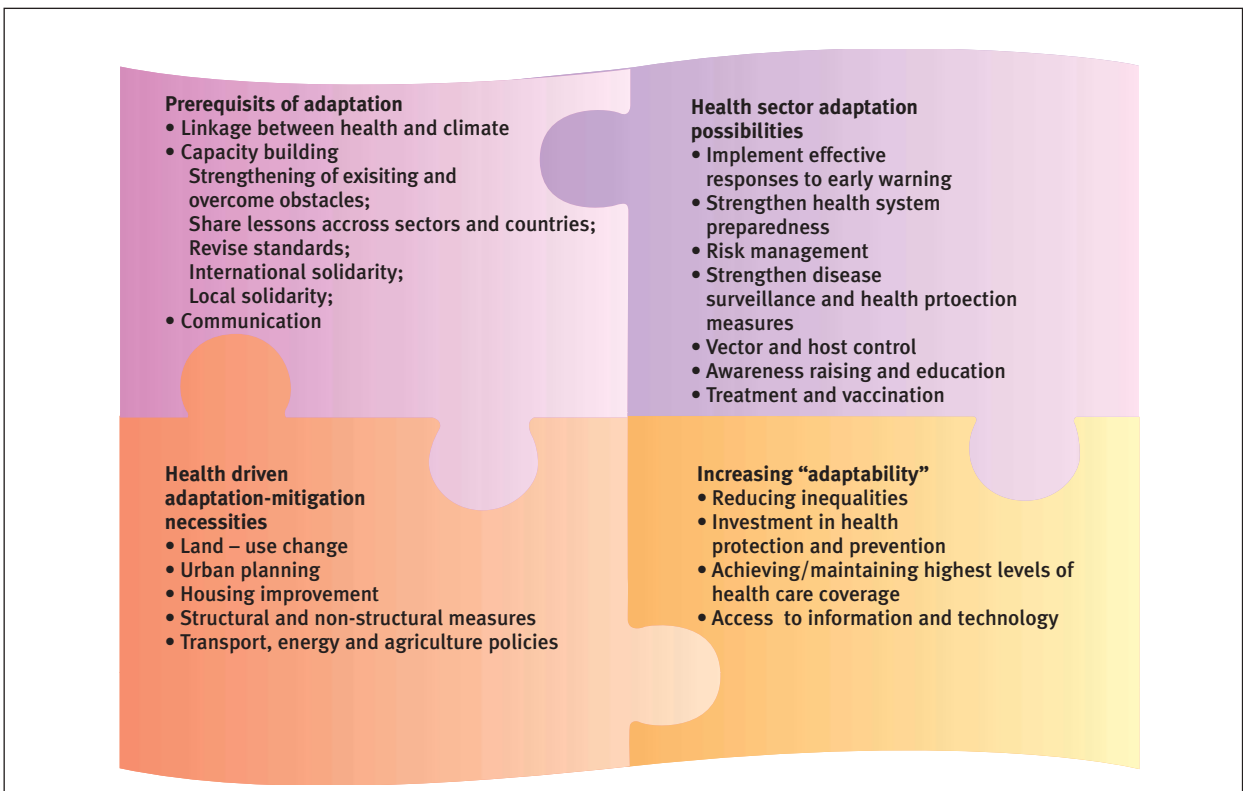 Prerequisits of adaptation
• Linkage between health and climate
• Capacity building
Strengthening of exisiting and
overcome obstacles;
Share lessons accross sectors and countries;
Revise standards;
International solidarity;
Local solidarity;
• Communication
Health sector adaptation
possibilities
• Implement effective
responses to early warning
• Strengthen health system
preparedness
• Risk management
• Strengthen disease
surveillance and health prtoection
measures
• Vector and host control
• Awareness raising and education
• Treatment and vaccination
Health driven
adaptation-mitigation
necessities
• Land – use change
• Urban planning
• Housing improvement
• Structural and non-structural measures
• Transport, energy and agriculture policies
Increasing “adaptability”
• Reducing inequalities
• Investment in health
protection and prevention
• Achieving/maintaining highest levels of
health care coverage
• Access to information and technology